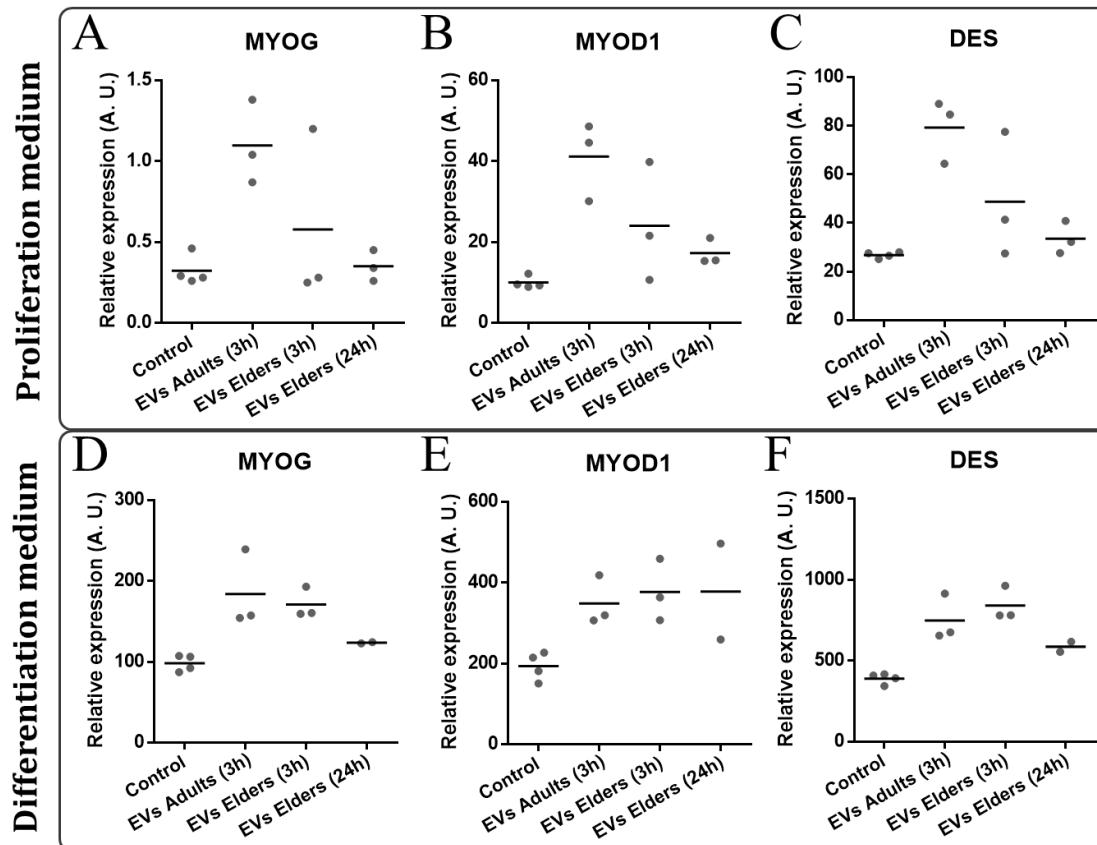 Proliferation medium
A
MYOG
Relative expression (A. U.)
1.5
1.0
0.5
0.0
Control
EVs Adults (3h)
EVs Elders (3h)
EVs Elders (24h)
B
MYOD1
Relative expression (A. U.)
60
40
20
0
Control
EVs Adults (3h)
EVs Elders (3h)
EVs Elders (24h)
C
DES
Relative expression (A. U.)
100
80
60
40
20
0
Control
EVs Adults (3h)
EVs Elders (3h)
EVs Elders (24h)
Differentiation medium
D
MYOG
Relative expression (A. U.)
300
200
100
0
Control
EVs Adults (3h)
EVs Elders (3h)
EVs Elders (24h)
E
MYOD1
Relative expression (A. U.)
600
400
200
0
Control
EVs Adults (3h)
EVs Elders (3h)
EVs Elders (24h)
F
DES
Relative expression (A. U.)
1500
1000
500
0
Control
EVs Adults (3h)
EVs Elders (3h)
EVs Elders (24h)